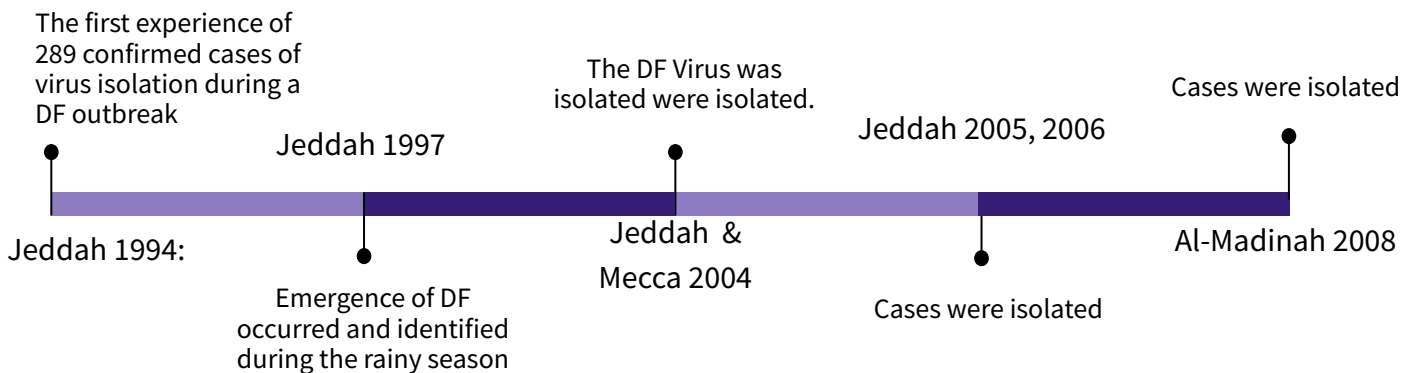 The first experience of
289 confirmed cases of
virus isolation during a
DF outbreak
Jeddah 1994:
Jeddah 1997
Emergence of DF
occurred and identified
during the rainy season
The DF Virus was
isolated were isolated.
Jeddah &
Mecca 2004
Jeddah 2005, 2006
Cases were isolated
Cases were isolated
Al-Madinah 2008